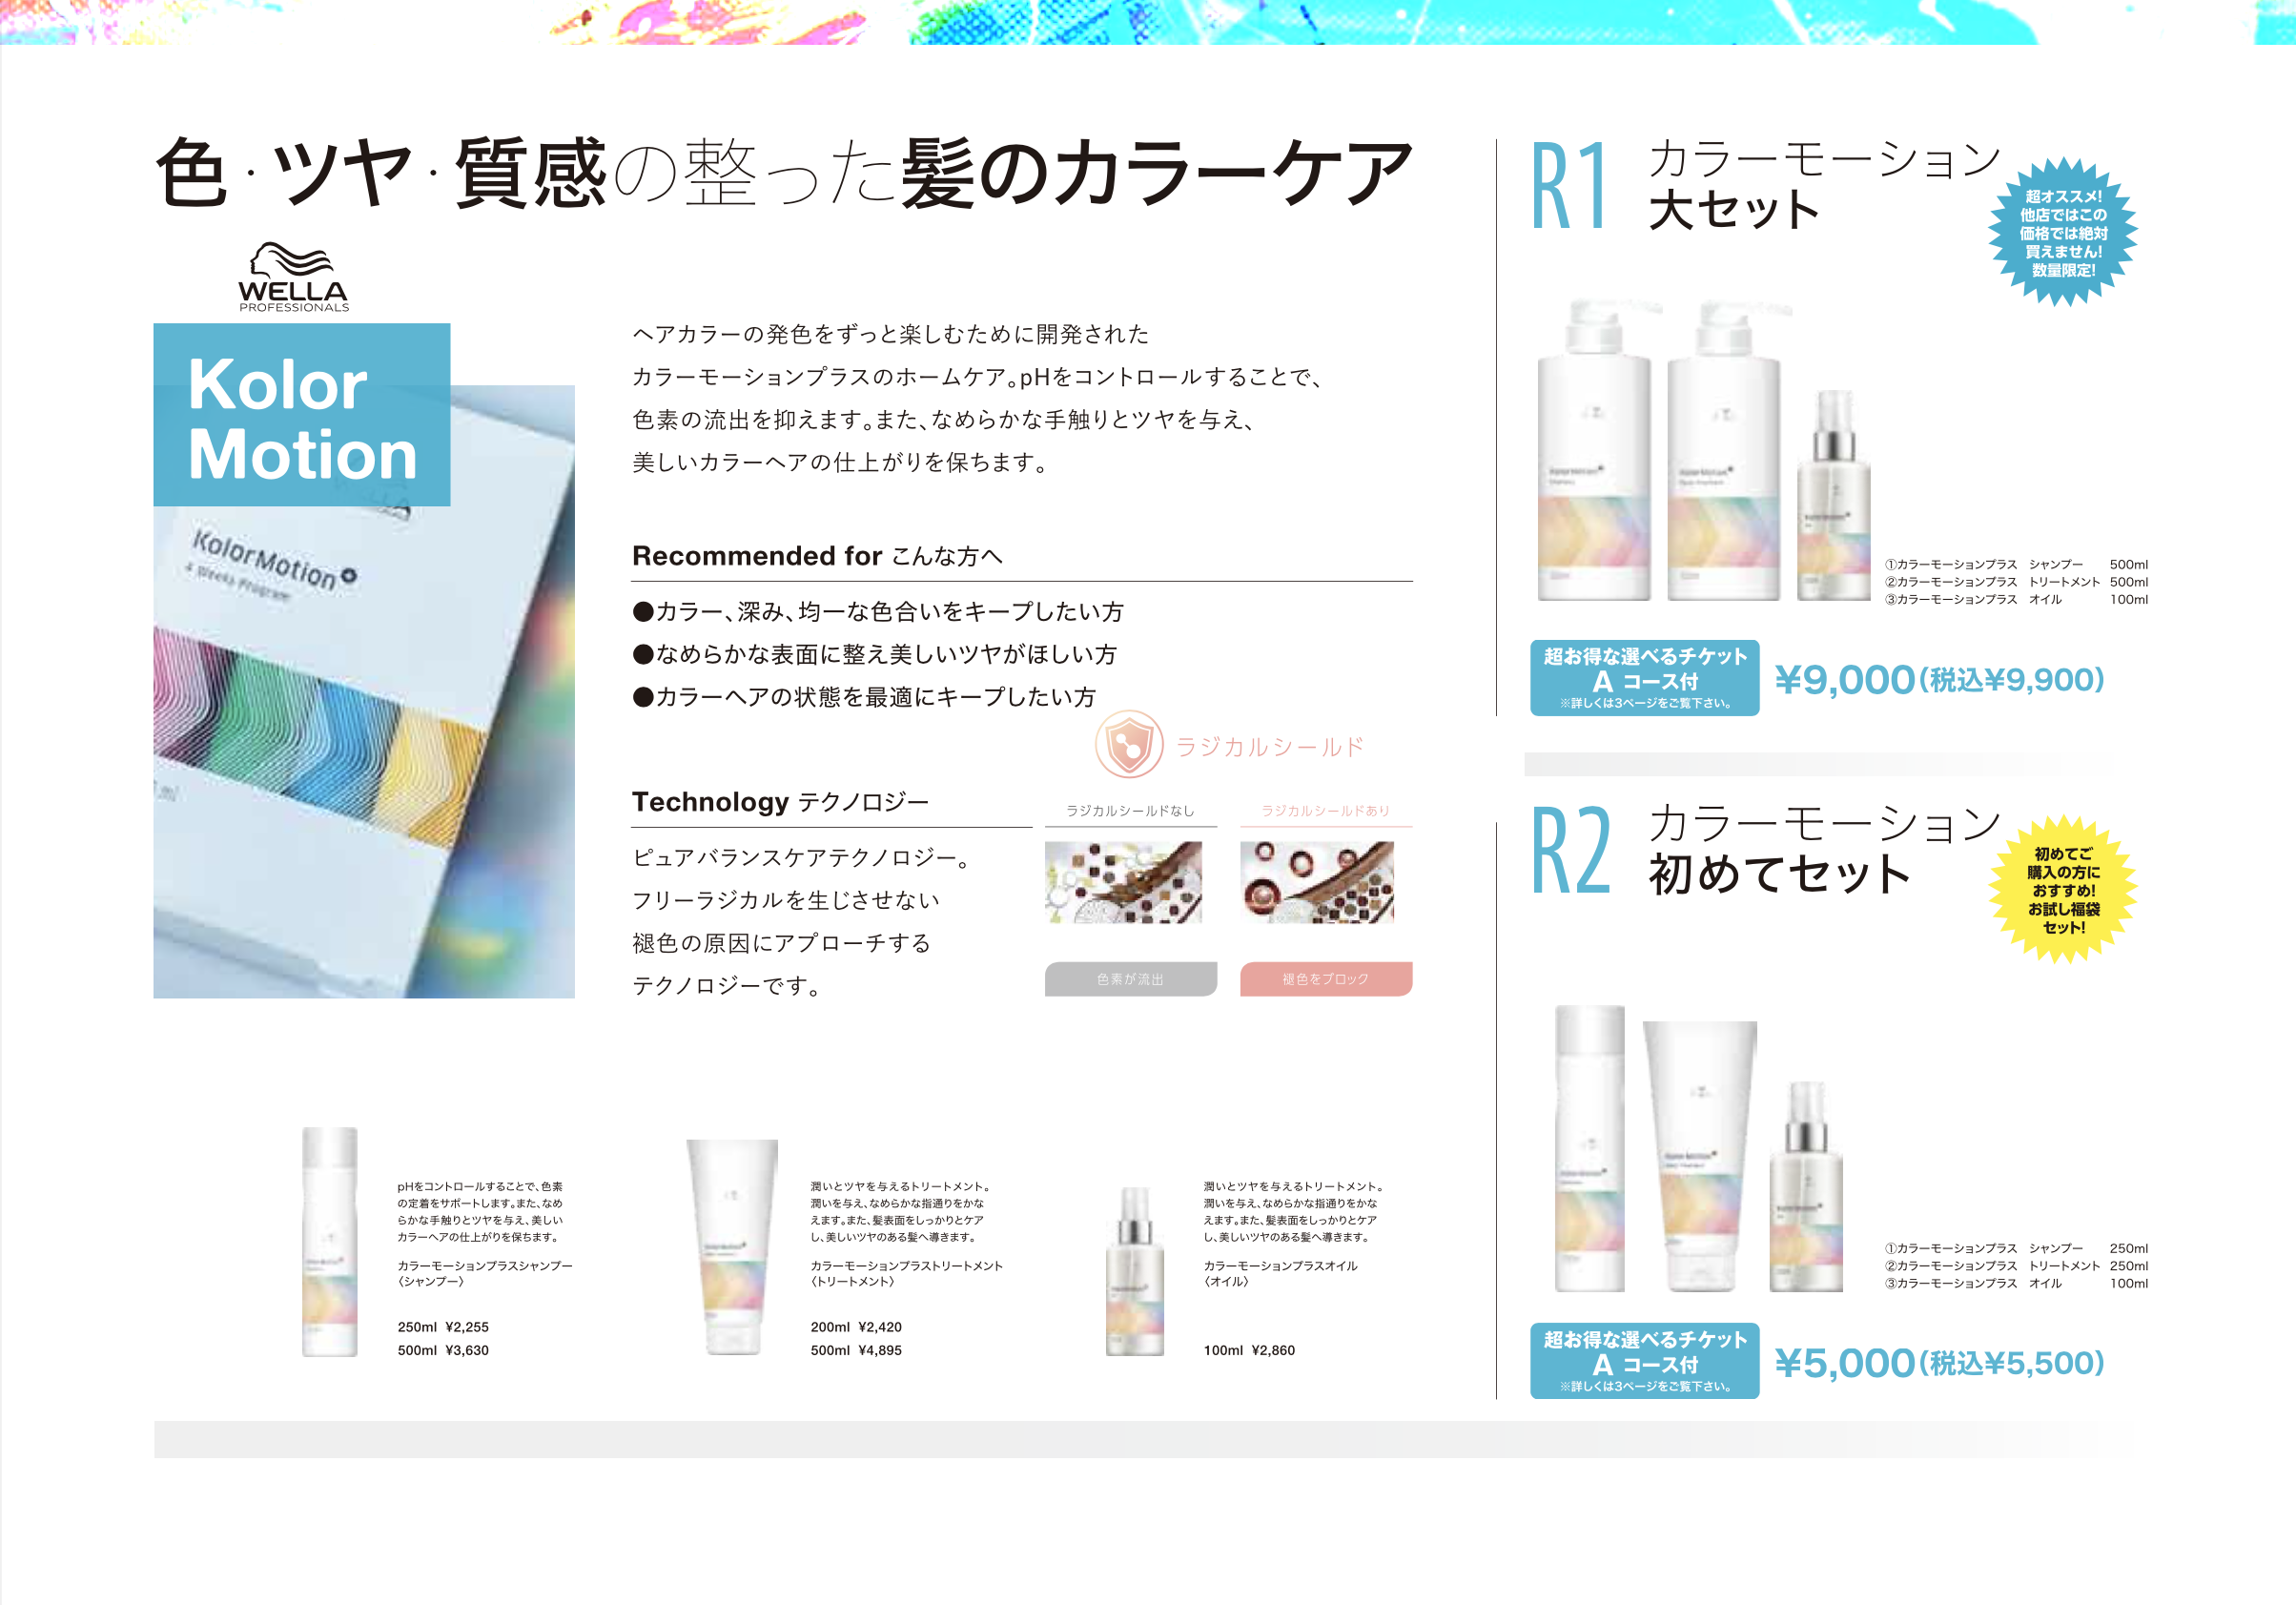 色・ツヤ・質感の整った髪のカラーケア
WELLA
PROFESSIONALS
Kolor
Motion
KolorMotion
4 Weeks Program
ヘアカラーの発色をずっと楽しむために開発された
カラーモーションプラスのホームケア。pHをコントロールすることで、
色素の流出を抑えます。また、なめらかな手触りとツヤを与え、
美しいカラーヘアの仕上がりを保ちます。
Recommended for こんな方へ
●カラー、深み、均一な色合いをキープしたい方
●なめらかな表面に整え美しいツヤがほしい方
●カラーヘアの状態を最適にキープしたい方
ラジカルシールド
Technology テクノロジー
ピュアバランスケアテクノロジー。
フリーラジカルを生じさせない
褪色の原因にアプローチする
テクノロジーです。
ラジカルシールドなし
色素が流出
ラジカルシールドあり
褪色をブロック
pHをコントロールすることで、色素
の定着をサポートします。また、なめ
らかな手触りとツヤを与え、美しい
カラーヘアの仕上がりを保ちます。
カラーモーションプラスシャンプー
〈シャンプー〉
250ml ¥2,255
500ml ¥3,630
潤いとツヤを与えるトリートメント。
潤いを与え、なめらかな指通りをかな
えます。また、髪表面をしっかりとケア
し、美しいツヤのある髪へ導きます。
カラーモーションプラストリートメント
〈トリートメント〉
200ml ¥2,420
500ml ¥4,895
潤いとツヤを与えるトリートメント。
潤いを与え、なめらかな指通りをかな
えます。また、髪表面をしっかりとケア
し、美しいツヤのある髪へ導きます。
カラーモーションプラスオイル
〈オイル〉
100ml ¥2,860
R1 カラーモーション
大セット
超オススメ!
他店ではこの
価格では絶対
買えません!
数量限定!
①カラーモーションプラス シャンプー 500ml
②カラーモーションプラス トリートメント 500ml
③カラーモーションプラス オイル 100ml
超お得な選べるチケット
A コース付
※詳しくは3ページをご覧下さい。
¥9,000(税込¥9,900)
R2 カラーモーション
初めてセット
初めてご
購入の方に
おすすめ!
お試し福袋
セット!
①カラーモーションプラス シャンプー 250ml
②カラーモーションプラス トリートメント 250ml
③カラーモーションプラス オイル 100ml
超お得な選べるチケット
A コース付
※詳しくは3ページをご覧下さい。
¥5,000(税込¥5,500)